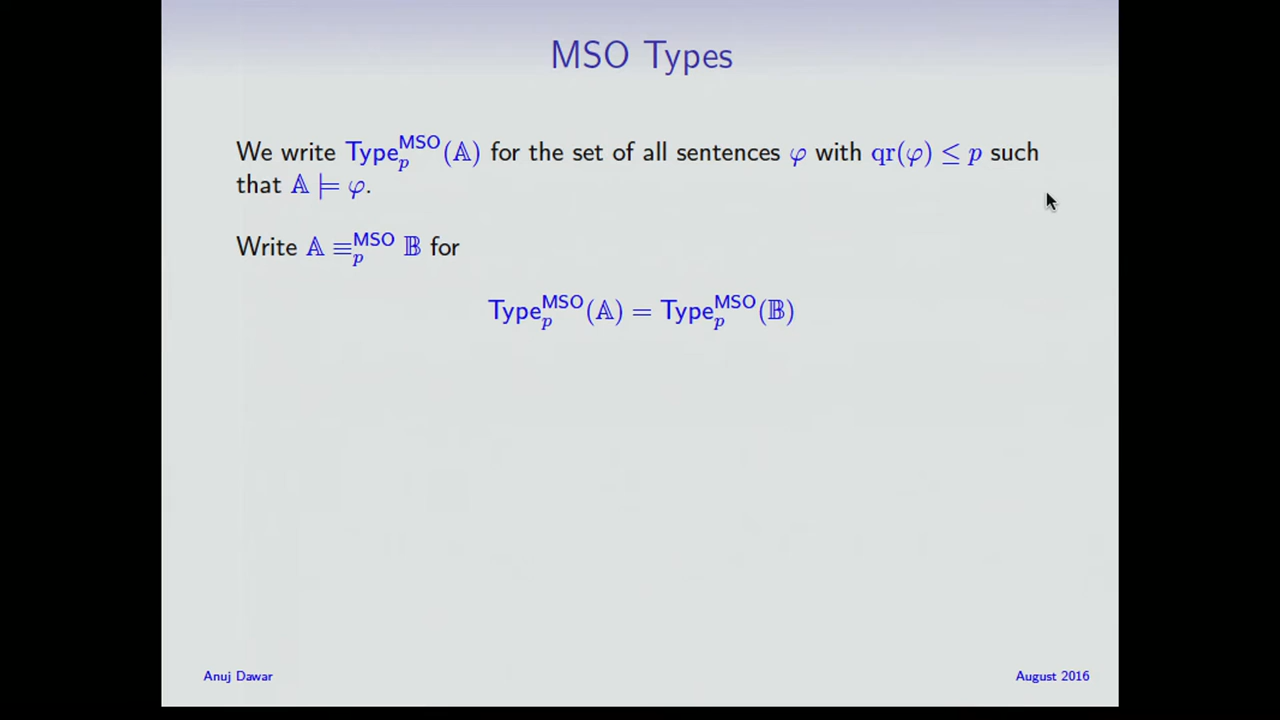 MSO Types
We write Type_p^MSO(𝔸) for the set of all sentences φ with qr(φ) ≤ p such
that 𝔸 ⊨ φ.
Write 𝔸 ≡_p^MSO 𝔹 for
Type_p^MSO(𝔸) = Type_p^MSO(𝔹)
Anuj Dawar
August 2016